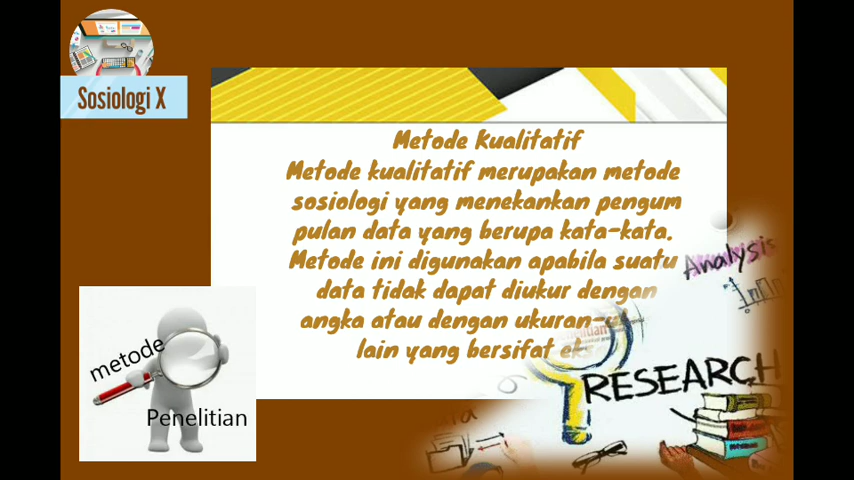 Sosiologi X
Metode Kualitatif
Metode kualitatif merupakan metode
sosiologi yang menekankan pengum
pulan data yang berupa kata-kata.
Metode ini digunakan apabila suatu
data tidak dapat diukur dengan
angka atau dengan
lain yang bersifat
Analysis
metode
Penelitian
RESEARCH